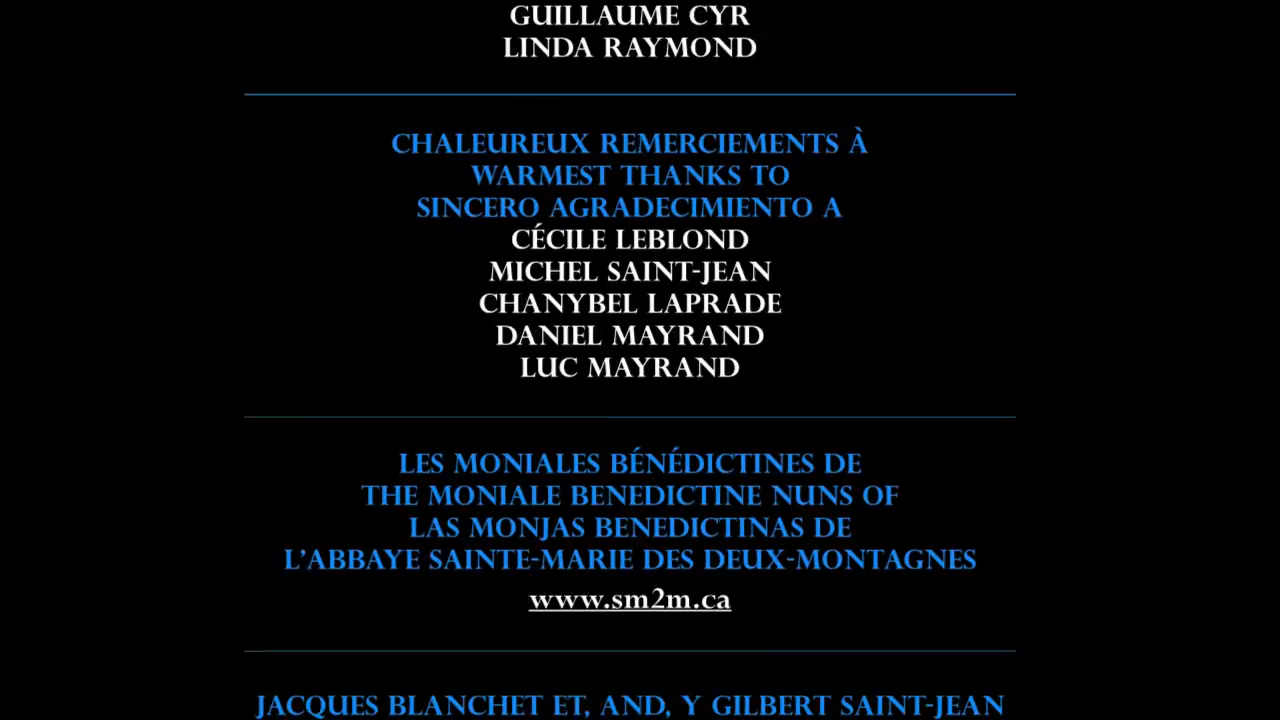 GUILLAUME CYR
LINDA RAYMOND
CHALEUREUX REMERCIEMENTS À
WARMEST THANKS TO
SINCERO AGRADECIMIENTO A
CÉCILE LEBLOND
MICHEL SAINT-JEAN
CHANYBEL LAPRADE
DANIEL MAYRAND
LUC MAYRAND
LES MONIALES BÉNÉDICTINES DE
THE MONIALE BENEDICTINE NUNS OF
LAS MONJAS BENEDICTINAS DE
L’ABBAYE SAINTE-MARIE DES DEUX-MONTAGNES
www.sm2m.ca
JACQUES BLANCHET ET, AND, Y GILBERT SAINT-JEAN